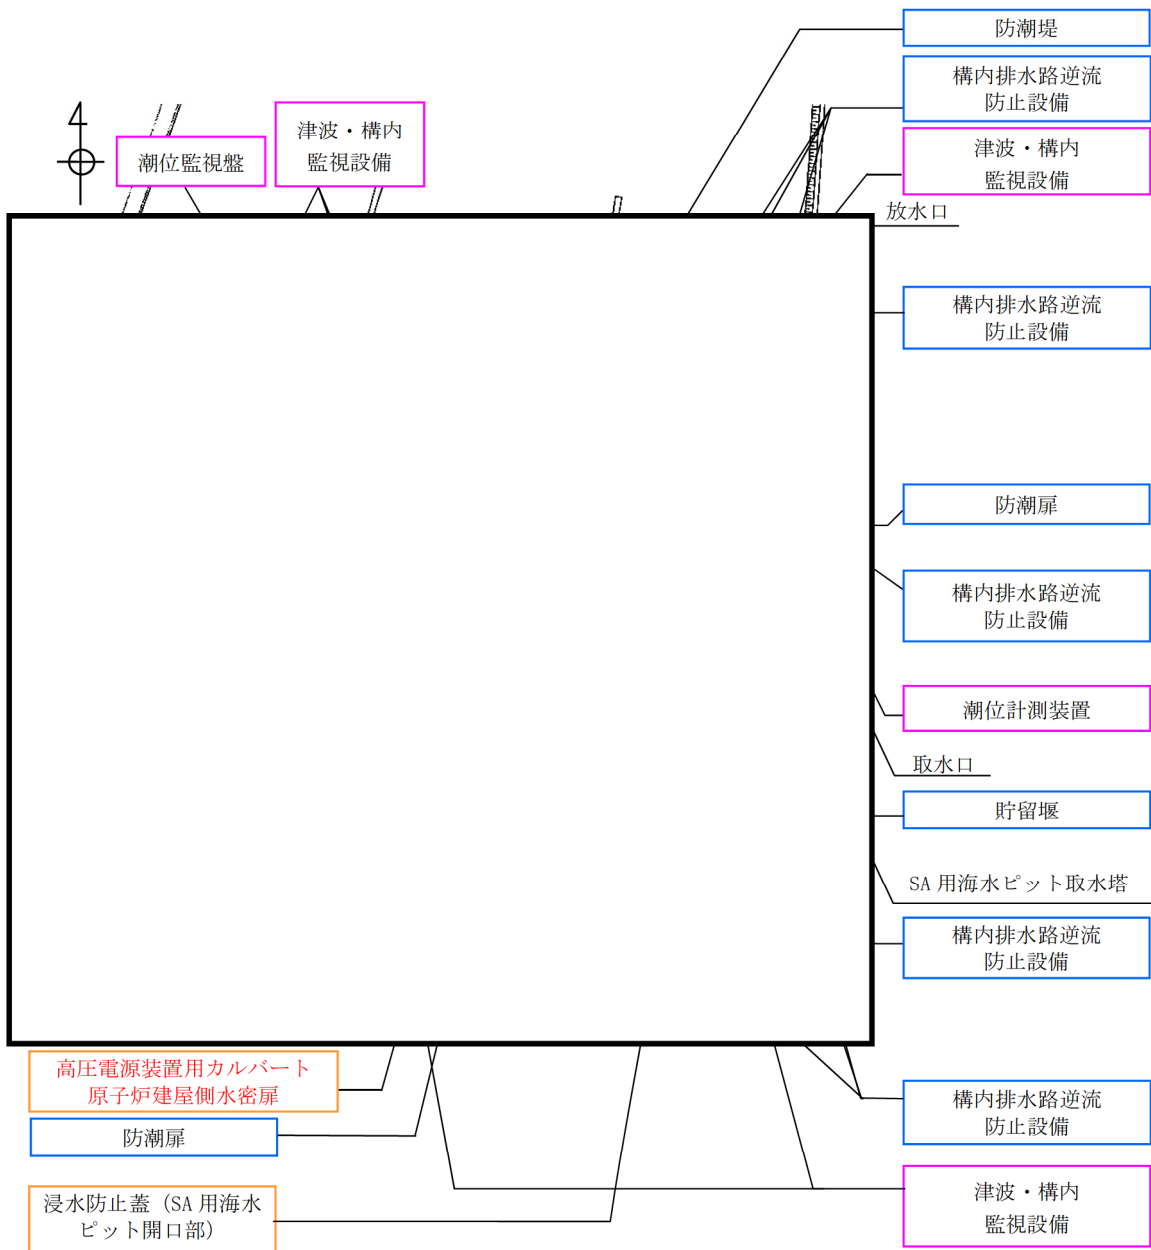 防潮堤
構内排水路逆流
防止設備
津波・構内
監視設備
潮位監視盤
津波・構内
監視設備
放水口
構内排水路逆流
防止設備
防潮扉
構内排水路逆流
防止設備
潮位計測装置
取水口
貯留堰
SA 用海水ピット取水塔
構内排水路逆流
防止設備
高圧電源装置用カルバート
原子炉建屋側水密扉
防潮扉
浸水防止蓋（SA 用海水
ピット開口部）
構内排水路逆流
防止設備
津波・構内
監視設備